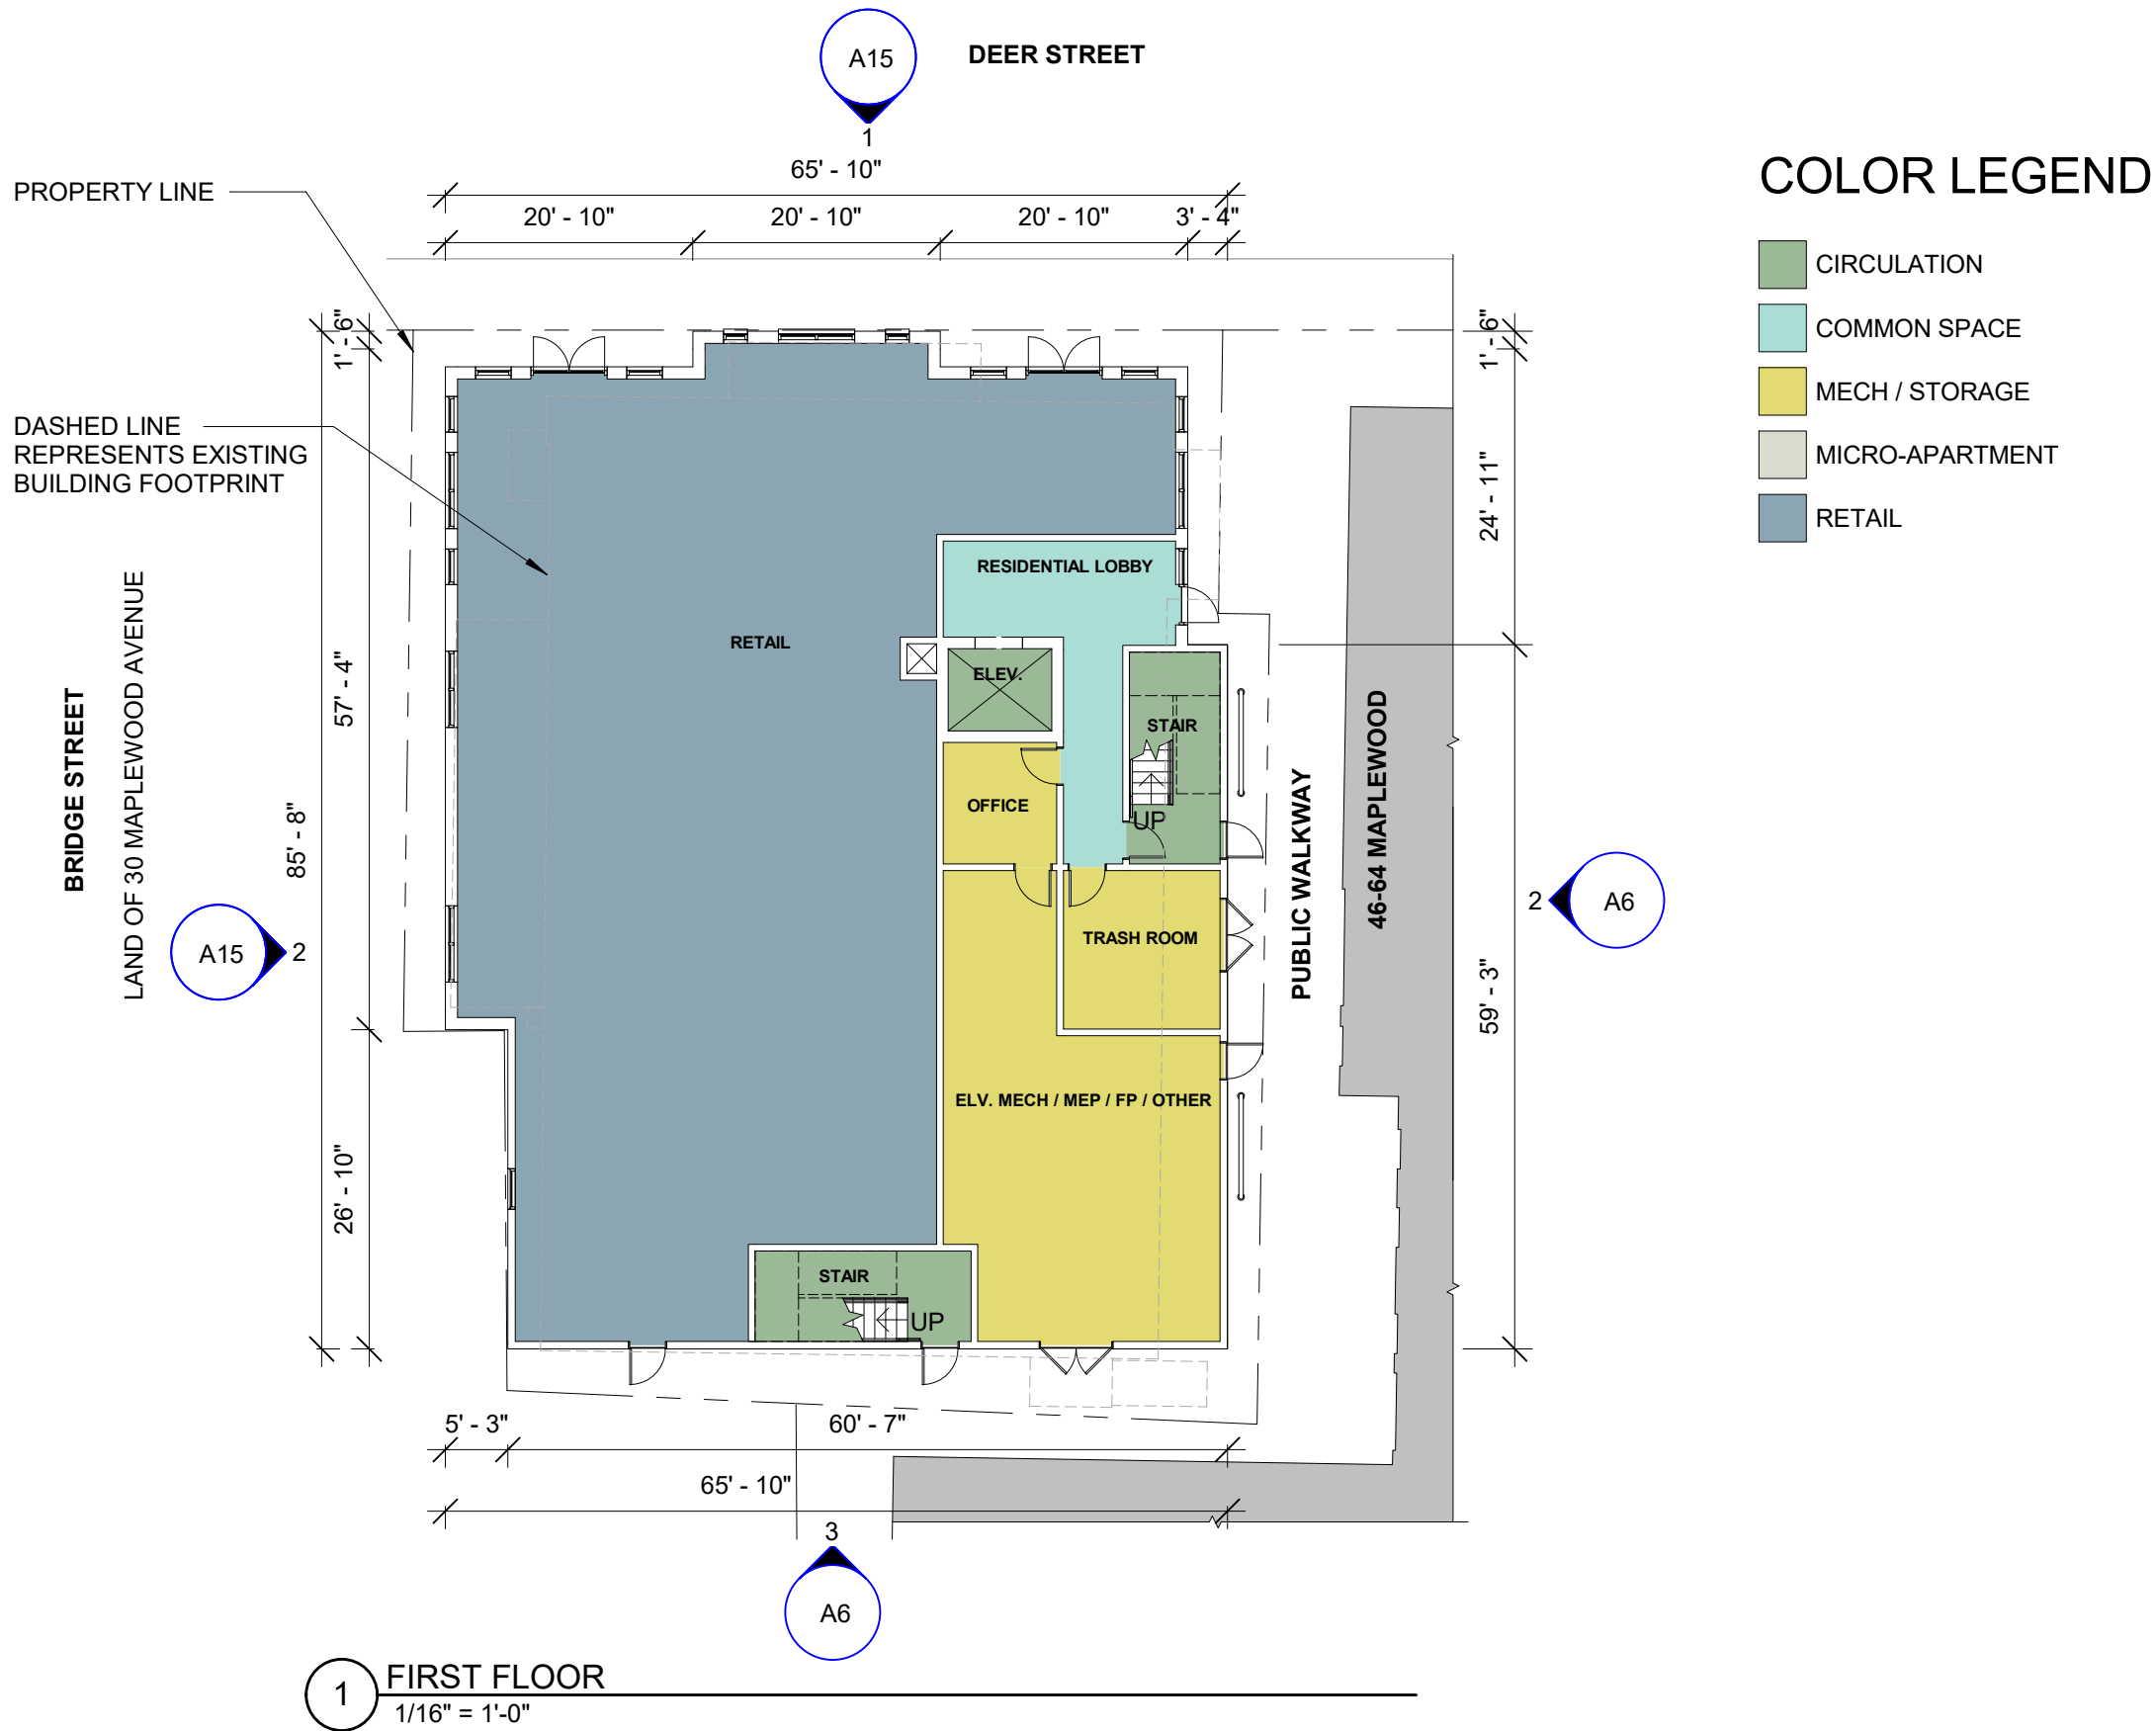 A15
DEER STREET
1
65' - 10"
20' - 10"
20' - 10"
20' - 10"
3' - 4"
PROPERTY LINE
COLOR LEGEND
CIRCULATION
COMMON SPACE
MECH / STORAGE
MICRO-APARTMENT
RETAIL
1' - 6"
1' - 6"
DASHED LINE
REPRESENTS EXISTING
BUILDING FOOTPRINT
24' - 11"
RESIDENTIAL LOBBY
RETAIL
ELEV.
STAIR
UP
OFFICE
TRASH ROOM
ELV. MECH / MEP / FP / OTHER
STAIR
UP
BRIDGE STREET
LAND OF 30 MAPLEWOOD AVENUE
57' - 4"
85' - 8"
26' - 10"
A15
2
PUBLIC WALKWAY
46-64 MAPLEWOOD
59' - 3"
2
A6
5' - 3"
60' - 7"
65' - 10"
3
A6
1
FIRST FLOOR
1/16" = 1'-0"